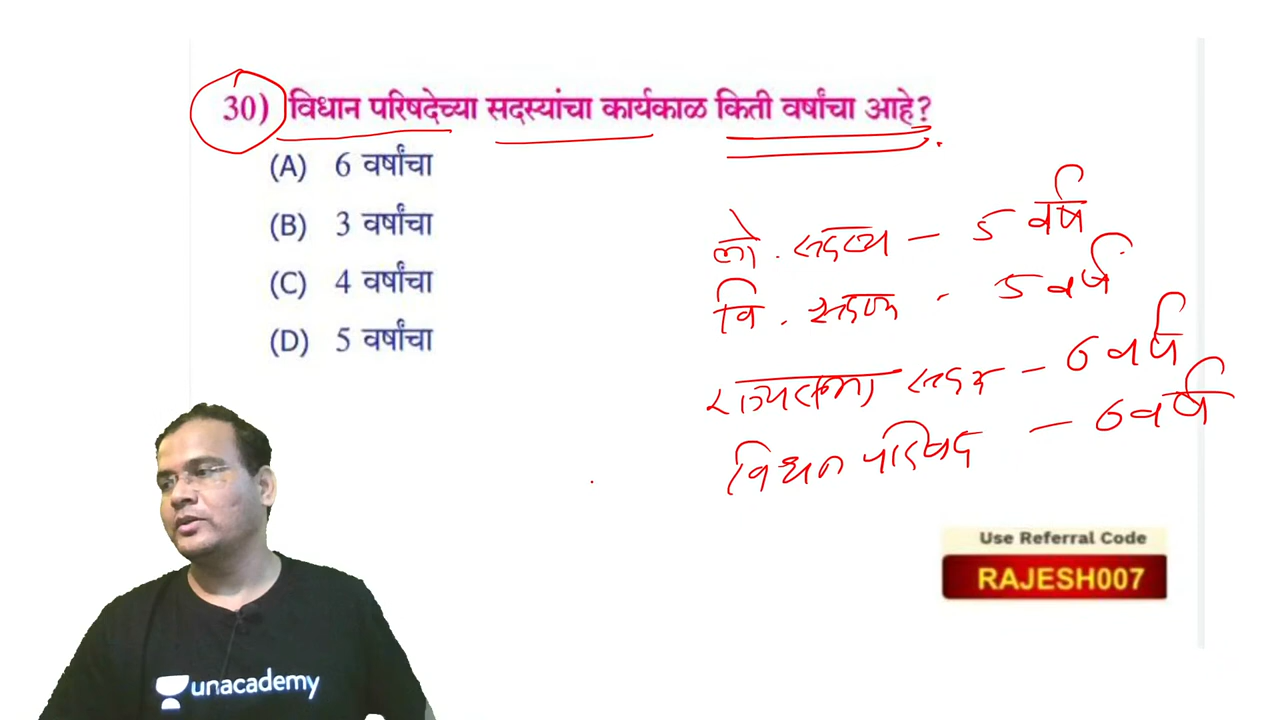 30) विधान परिषदेच्या सदस्यांचा कार्यकाळ किती वर्षांचा आहे?
(A) 6 वर्षांचा
(B) 3 वर्षांचा
(C) 4 वर्षांचा
(D) 5 वर्षांचा
लो. सदस्य - 5 वर्ष
वि. सदस्य - 5 वर्ष
राज्यसभा सदस्य - 6 वर्ष
विधान परिषद - 6 वर्ष
Use Referral Code
RAJESH007
unacademy